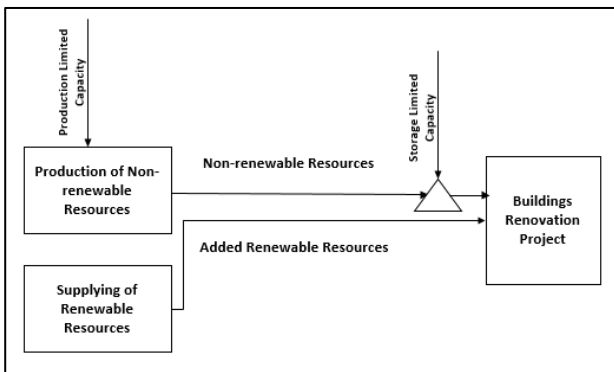 Production Limited
Capacity
Storage Limited
Capacity
Production of Non-
renewable
Resources
Non-renewable Resources
Buildings
Renovation
Project
Added Renewable Resources
Supplying of
Renewable
Resources